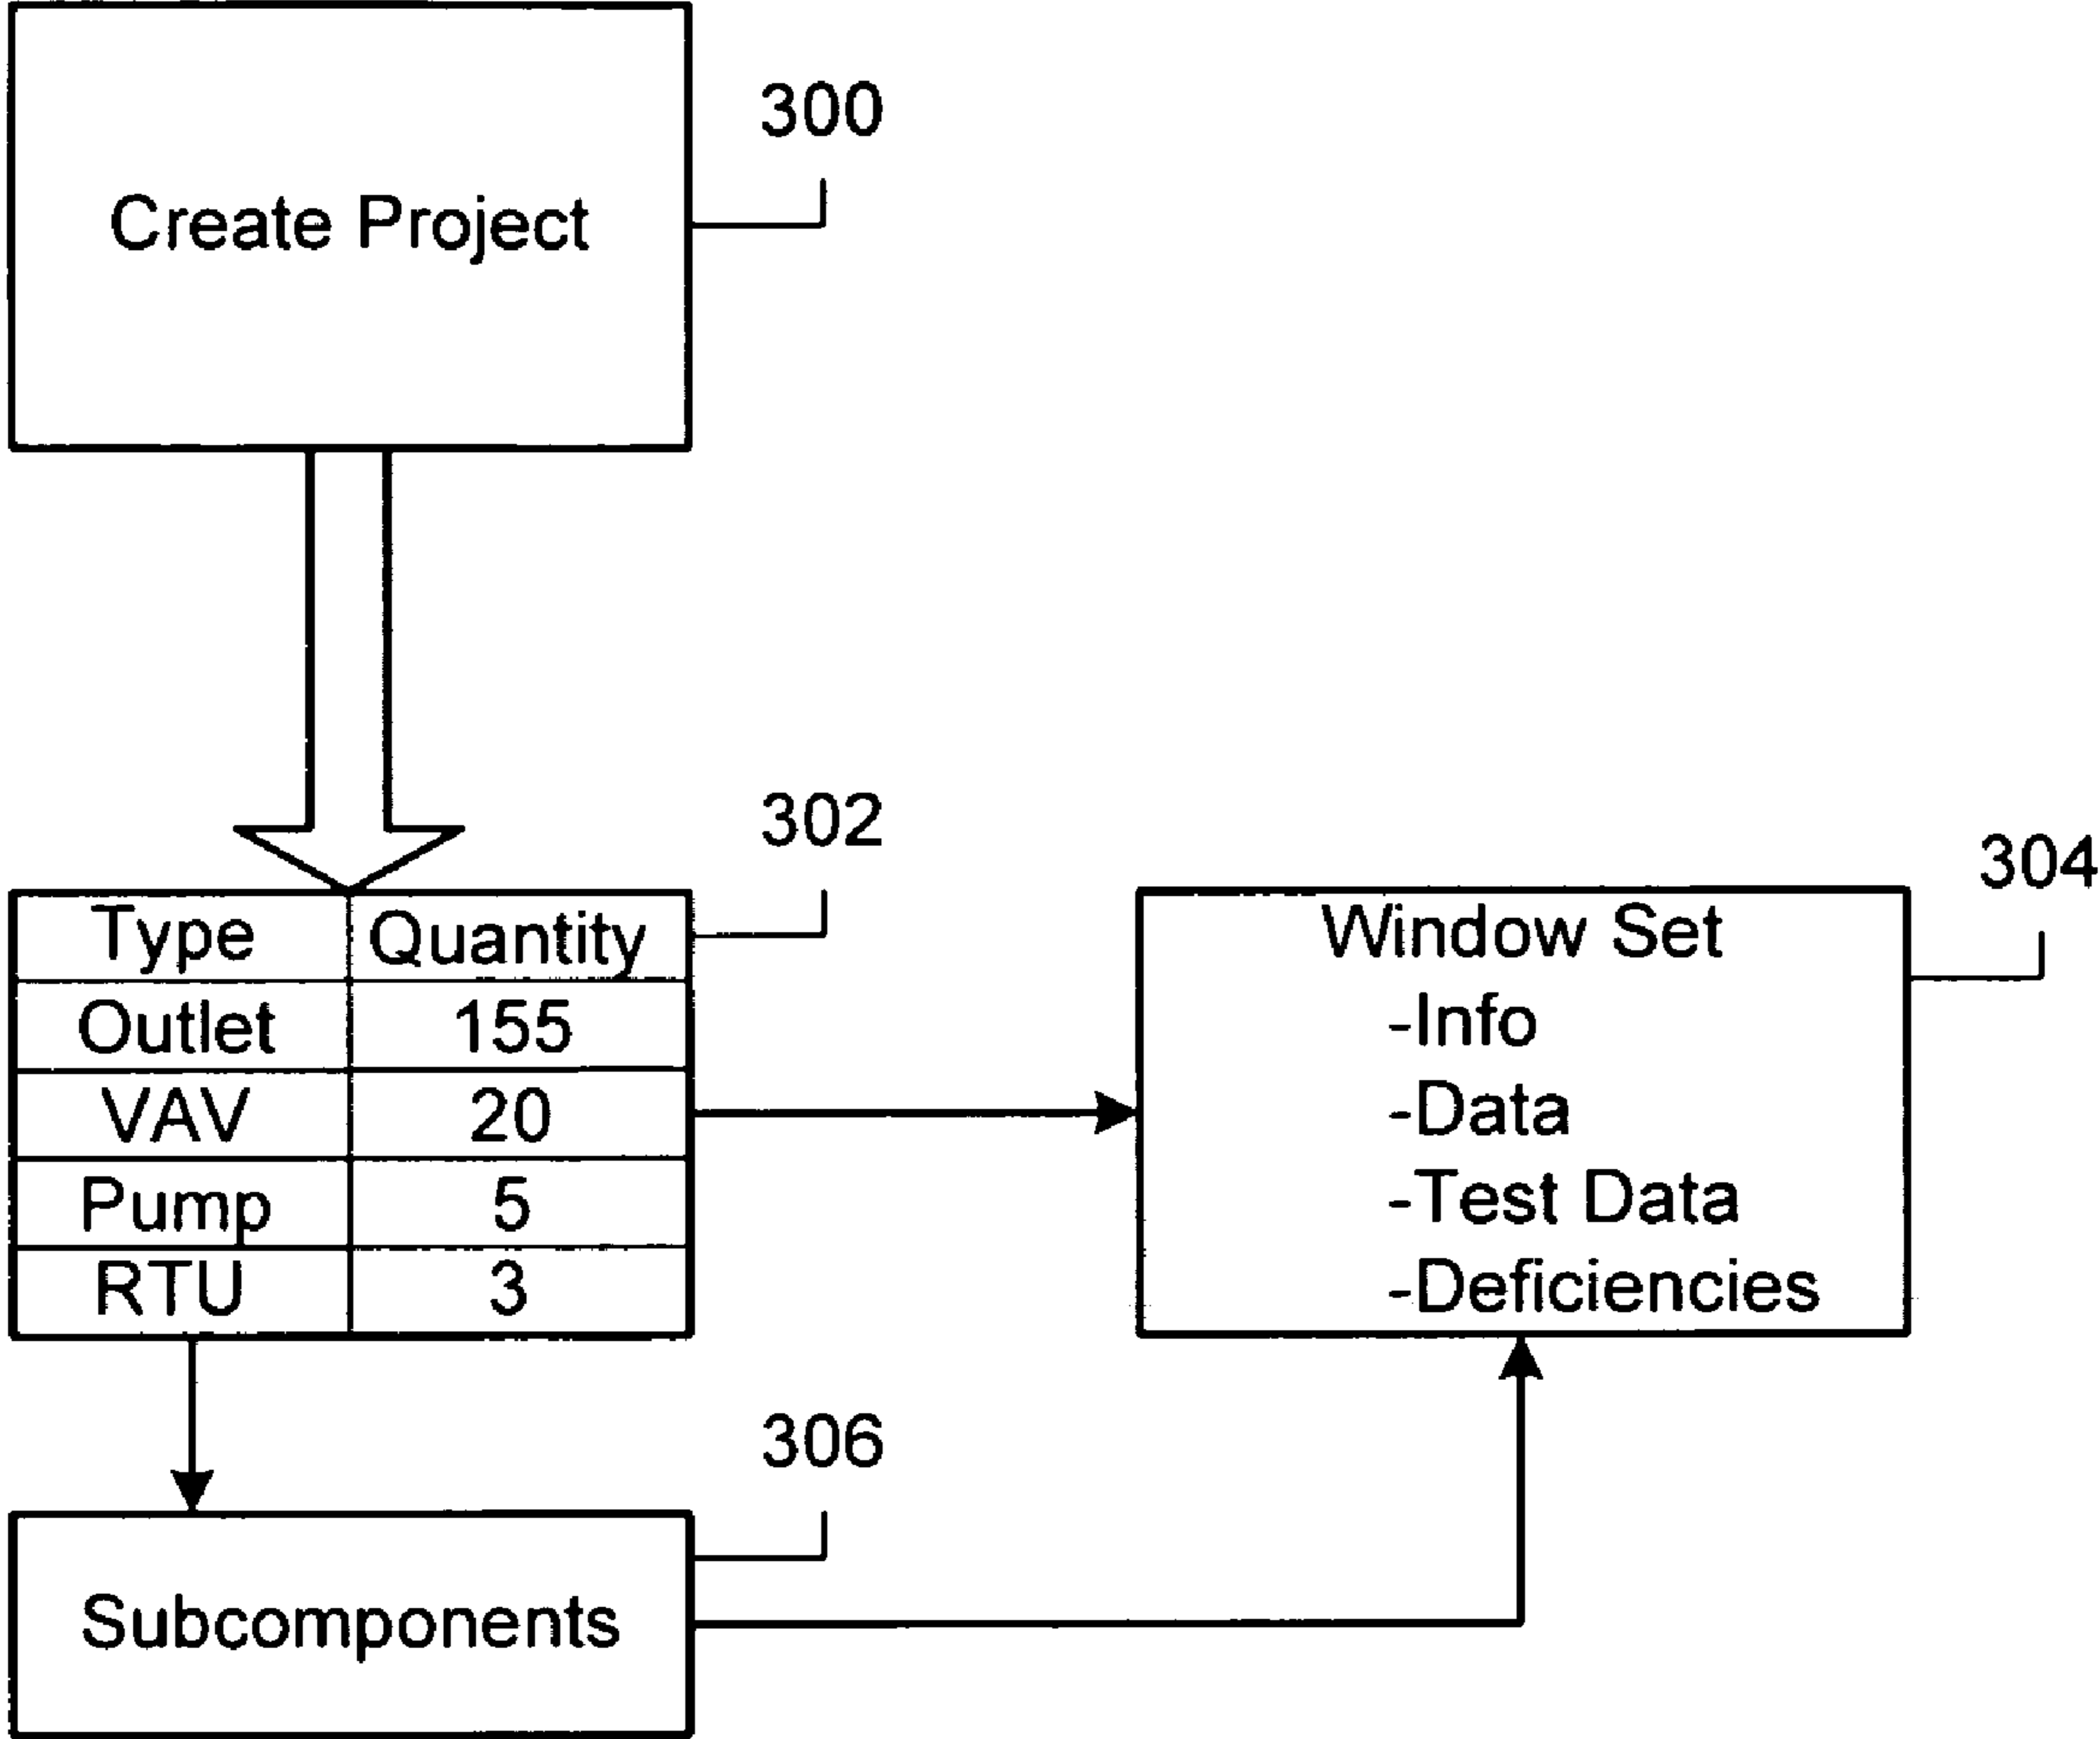 300
Create Project
302
304
Type Quantity
Outlet 155
VAV 20
Pump 5
RTU 3
Window Set
-Info
-Data
-Test Data
-Deficiencies
306
Subcomponents